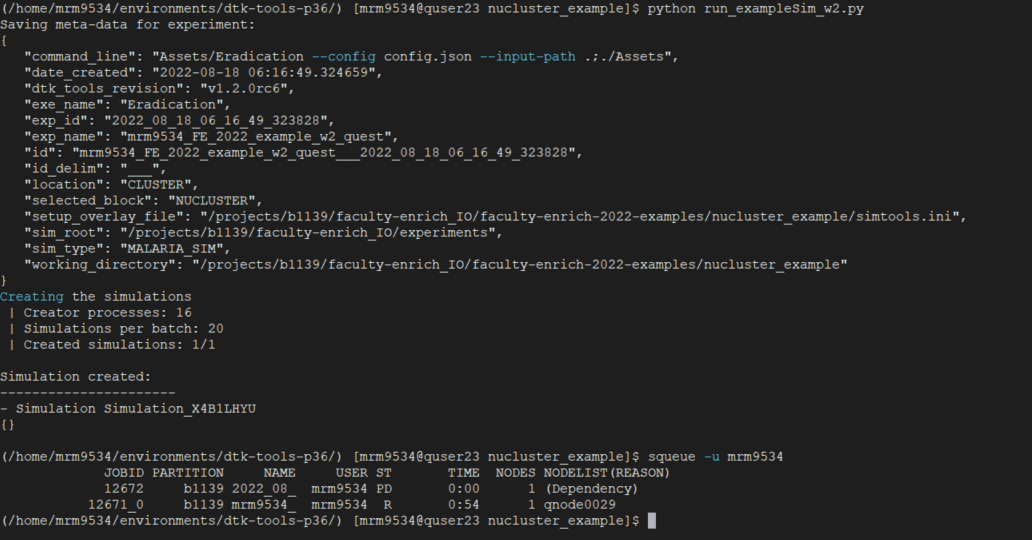 (/home/mrm9534/environments/dtk-tools-p36/) [mrm9534@quser23 nucluster_example]$ python run_exampleSim_w2.py
Saving meta-data for experiment:
{
   "command_line": "Assets/Eradication --config config.json --input-path .;./Assets",
   "date_created": "2022-08-18 06:16:49.324659",
   "dtk_tools_revision": "v1.2.0rc6",
   "exe_name": "Eradication",
   "exp_id": "2022_08_18_06_16_49_323828",
   "exp_name": "mrm9534_FE_2022_example_w2_quest",
   "id": "mrm9534_FE_2022_example_w2_quest___2022_08_18_06_16_49_323828",
   "id_delim": "___",
   "location": "CLUSTER",
   "selected_block": "NUCLUSTER",
   "setup_overlay_file": "/projects/b1139/faculty-enrich_IO/faculty-enrich-2022-examples/nucluster_example/simtools.ini",
   "sim_root": "/projects/b1139/faculty-enrich_IO/experiments",
   "sim_type": "MALARIA_SIM",
   "working_directory": "/projects/b1139/faculty-enrich_IO/faculty-enrich-2022-examples/nucluster_example"
}
Creating the simulations
 | Creator processes: 16
 | Simulations per batch: 20
 | Created simulations: 1/1
Simulation created:
----------------------
- Simulation Simulation_X4B1LHYU
{}
(/home/mrm9534/environments/dtk-tools-p36/) [mrm9534@quser23 nucluster_example]$ squeue -u mrm9534
             JOBID PARTITION     NAME     USER ST       TIME  NODES NODELIST(REASON)
             12672     b1139 2022_08_  mrm9534 PD       0:00      1 (Dependency)
           12671_0     b1139 mrm9534_  mrm9534  R       0:54      1 qnode0029
(/home/mrm9534/environments/dtk-tools-p36/) [mrm9534@quser23 nucluster_example]$